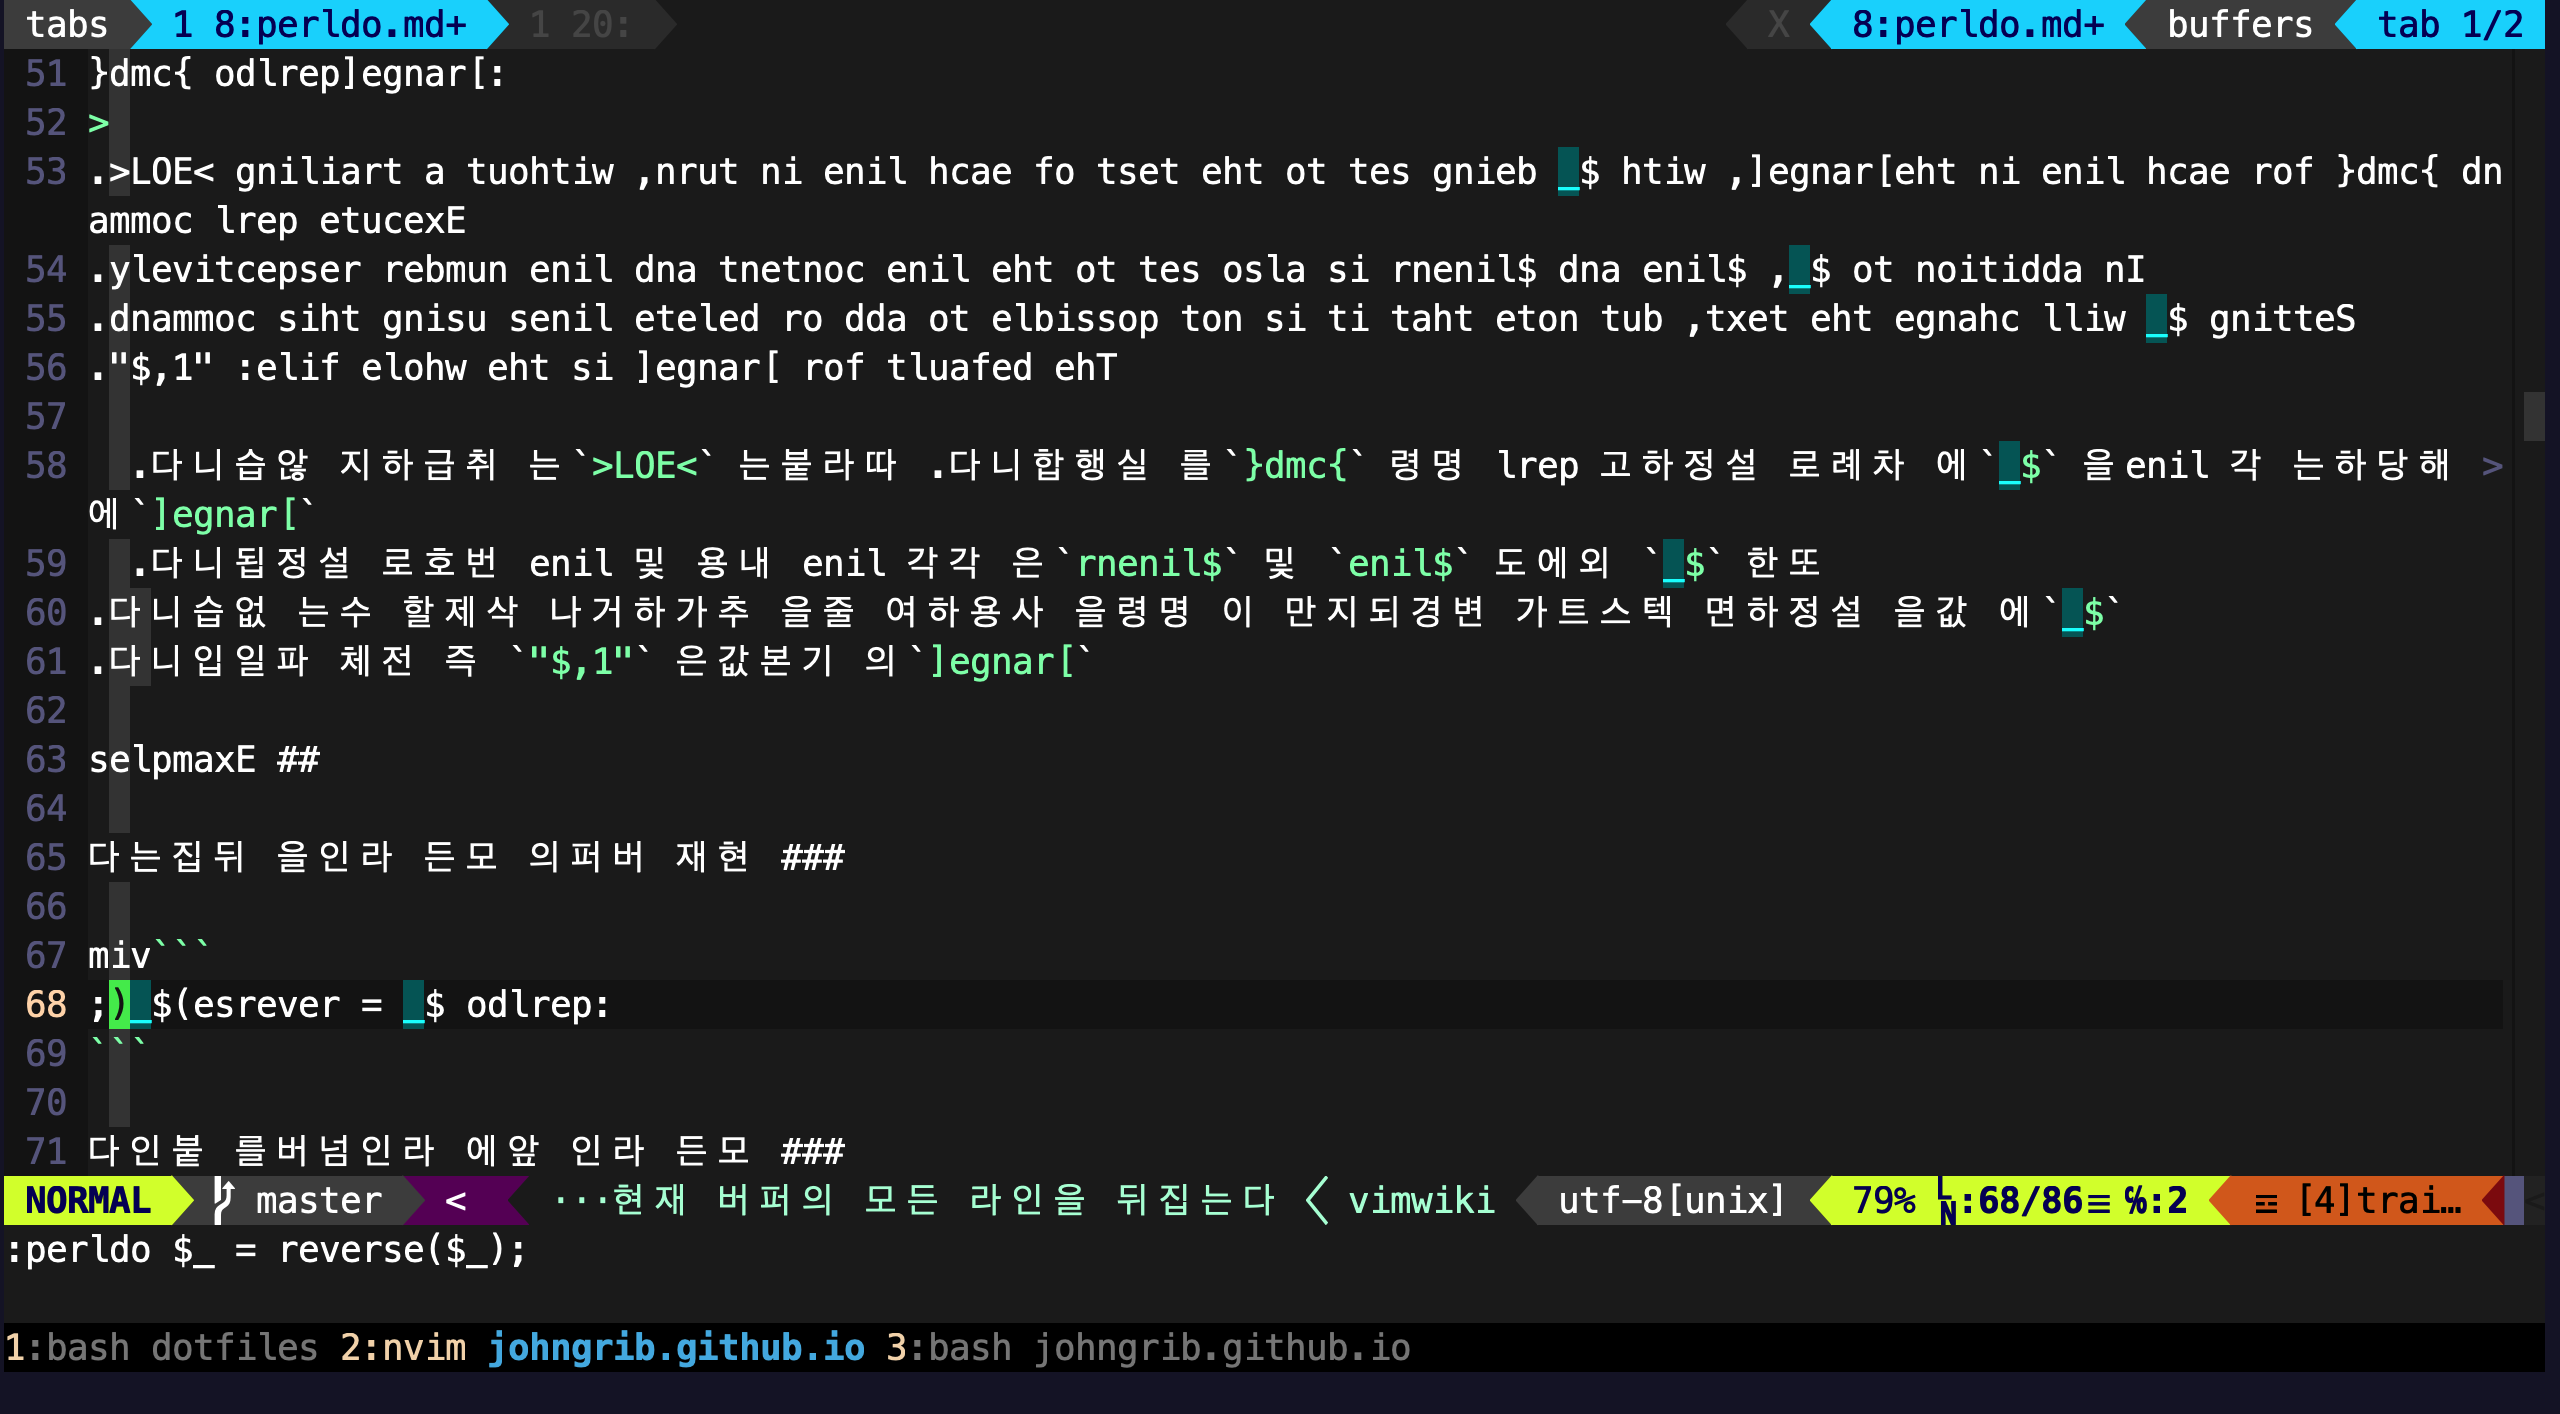 tabs 1 8:perldo.md+ 1 20: X 8:perldo.md+ buffers tab 1/2
51 }dmc{ odlrep]egnar[:
52 >
53 .>LOE< gniliart a tuohtiw ,nrut ni enil hcae fo tset eht ot tes gnieb _$ htiw ,]egnar[eht ni enil hcae rof }dmc{ dn
ammoc lrep etucexE
54 .ylevitcepser rebmun enil dna tnetnoc enil eht ot tes osla si rnenil$ dna enil$ ,_$ ot noitidda nI
55 .dnammoc siht gnisu senil eteled ro dda ot elbissop ton si ti taht eton tub ,txet eht egnahc lliw _$ gnitteS
56 ."$,1" :elif elohw eht si ]egnar[ rof tluafed ehT
57
58 .다니습않 지하급취 는`>LOE<` 는붙라따 .다니합행실 를`}dmc{` 령명 lrep 고하정설 로례차 에`_$` 을enil 각 는하당해 >
에`]egnar[`
59 .다니됩정설 로호번 enil 및 용내 enil 각각 은`rnenil$` 및 `enil$` 도에외 `_$` 한또
60 .다니습없 는수 할제삭 나거하가추 을줄 여하용사 을령명 이 만지되경변 가트스텍 면하정설 을값 에`_$`
61 .다니입일파 체전 즉 `"$,1"` 은값본기 의`]egnar[`
62
63 selpmaxE ##
64
65 다는집뒤 을인라 든모 의퍼버 재현 ###
66
67 miv```
68 ;)_$(esrever = _$ odlrep:
69 ```
70
71 다인붙 를버넘인라 에앞 인라 든모 ###
NORMAL master < ···현재 버퍼의 모든 라인을 뒤집는다 < vimwiki utf-8[unix] 79% LN:68/86≡ ℅:2 ☲ [4]trai… <
:perldo $_ = reverse($_);
1:bash dotfiles 2:nvim johngrib.github.io 3:bash johngrib.github.io